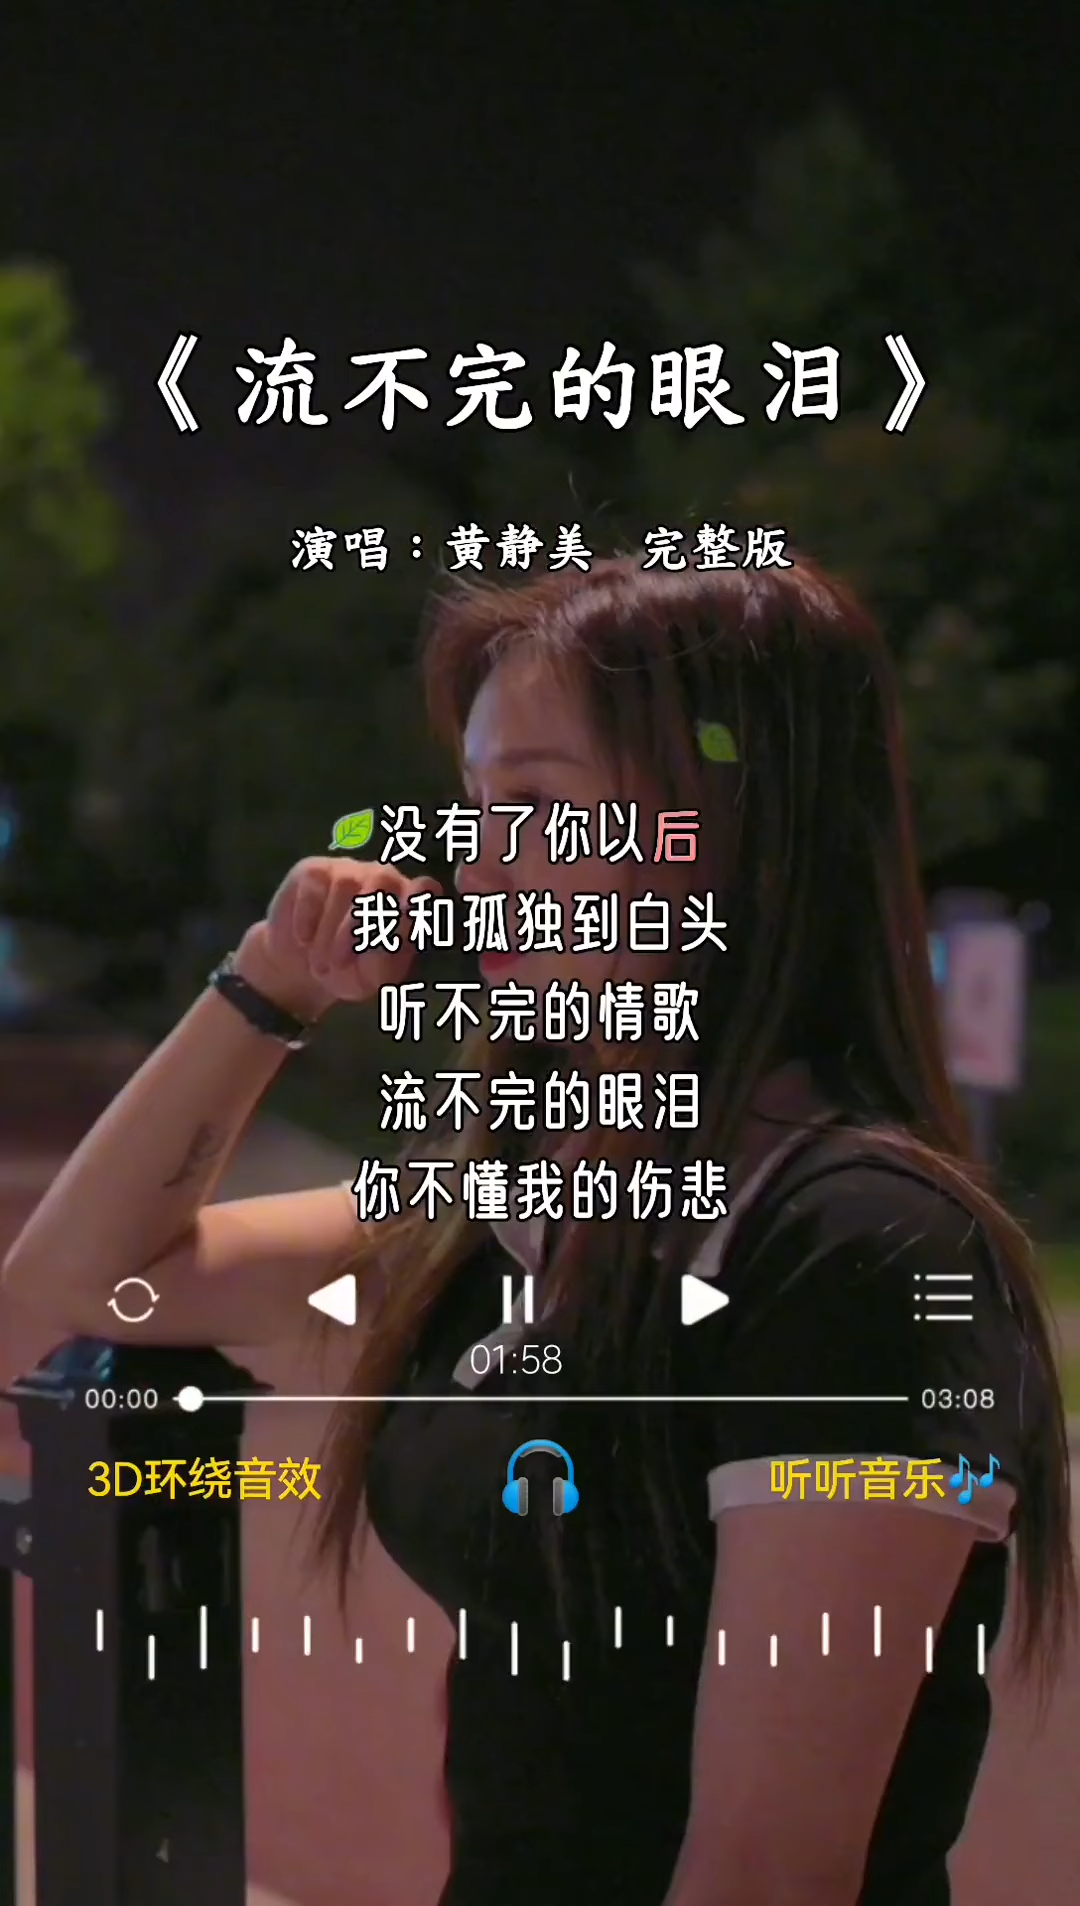 《流不完的眼泪》
演唱：黄静美 完整版
没有了你以后
我和孤独到白头
听不完的情歌
流不完的眼泪
你不懂我的伤悲
01:58
00:00 03:08
3D环绕音效 听听音乐